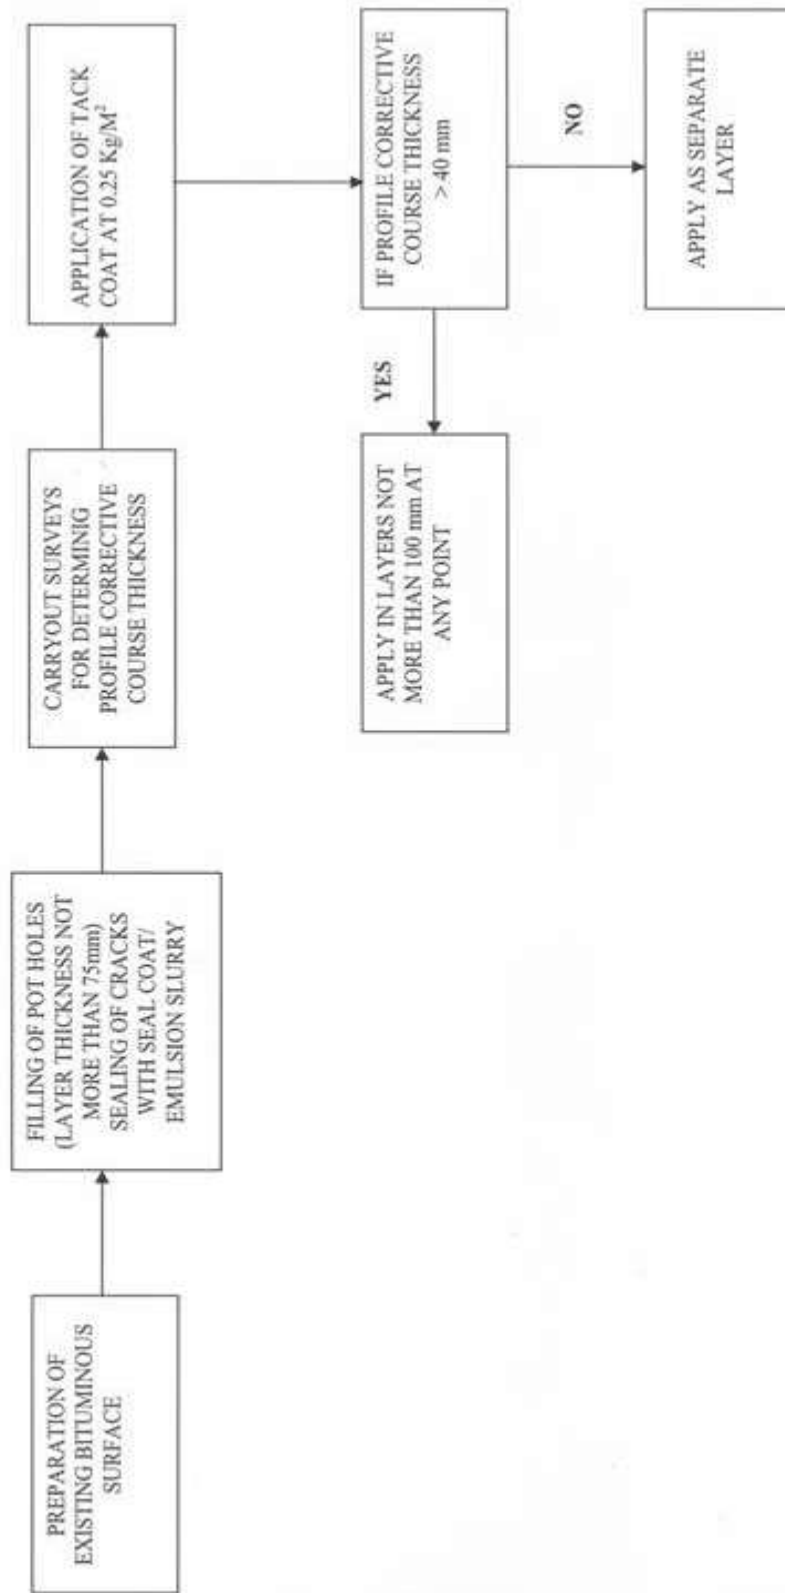 PREPARATION OF
EXISTING BITUMINOUS
SURFACE
FILLING OF POT HOLES
(LAYER THICKNESS NOT
MORE THAN 75mm)
SEALING OF CRACKS
WITH SEAL COAT/
EMULSION SLURRY
CARRYOUT SURVEYS
FOR DETERMINIG
PROFILE CORRECTIVE
COURSE THICKNESS
APPLICATION OF TACK
COAT AT 0.25 Kg/M²
IF PROFILE CORRECTIVE
COURSE THICKNESS
> 40 mm
YES
APPLY IN LAYERS NOT
MORE THAN 100 mm AT
ANY POINT
NO
APPLY AS SEPARATE
LAYER